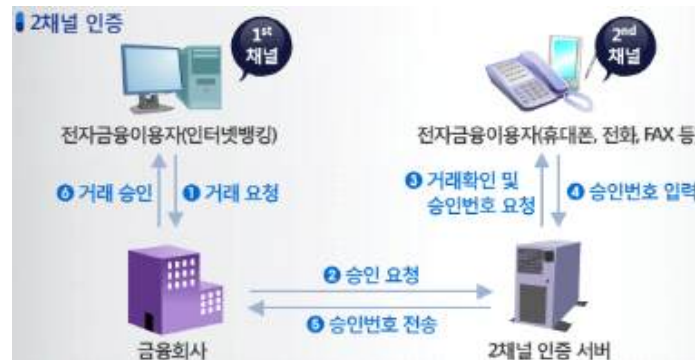 2채널 인증
1st
채널
2nd
채널
전자금융이용자(인터넷뱅킹)
전자금융이용자(휴대폰, 전화, FAX 등
❻ 거래 승인
❶ 거래 요청
❸ 거래확인 및
승인번호 요청
❹ 승인번호 입력
❷ 승인 요청
❺ 승인번호 전송
금융회사
2채널 인증 서버